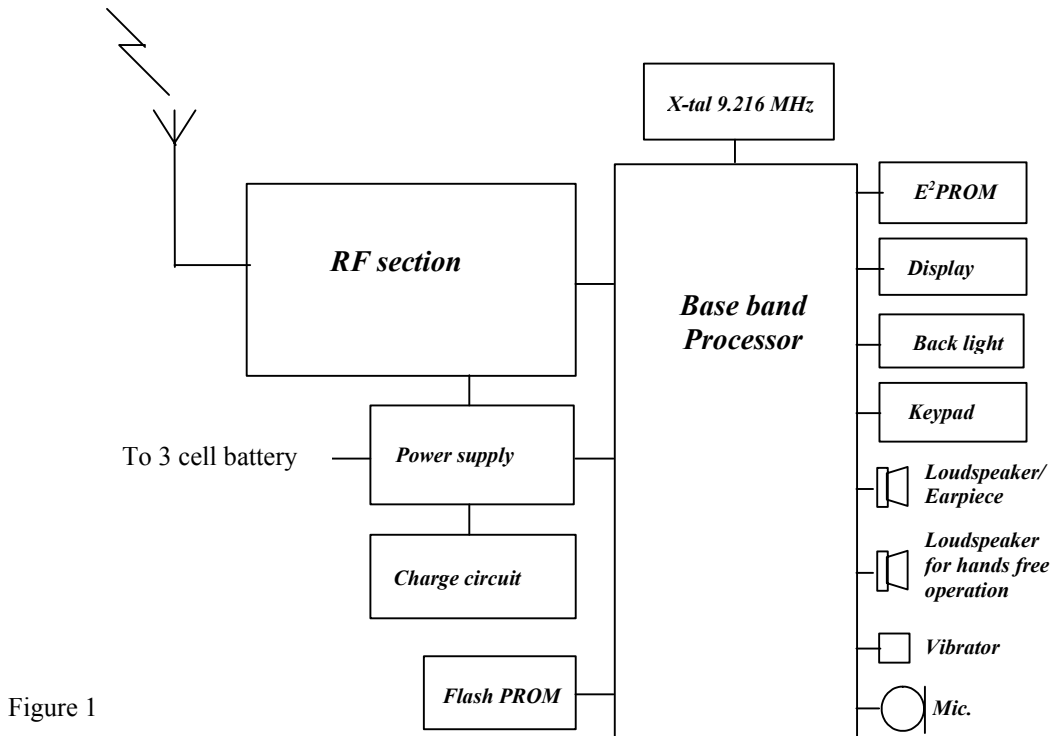 X-tal 9.216 MHz
E²PROM
RF section
Display
Base band
Processor
Back light
Keypad
To 3 cell battery
Power supply
Loudspeaker/
Earpiece
Loudspeaker
for hands free
operation
Charge circuit
Vibrator
Flash PROM
Mic.
Figure 1